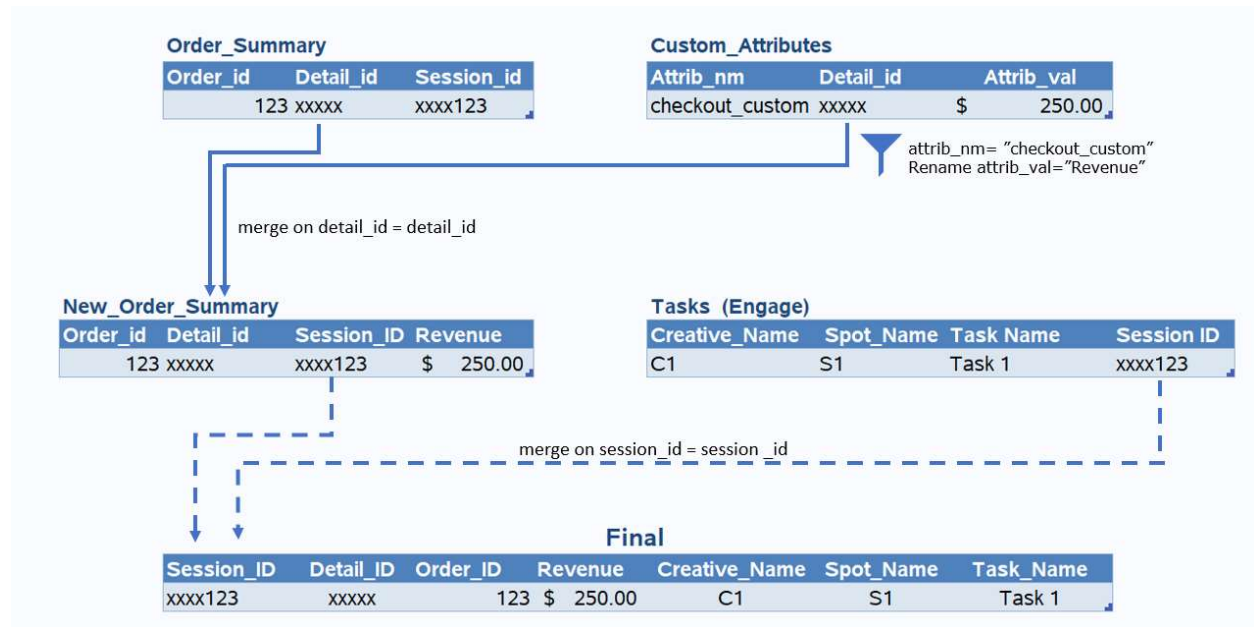 Order_Summary
Order_id Detail_id Session_id
123 xxxxx xxxx123
Custom_Attributes
Attrib_nm Detail_id Attrib_val
checkout_custom xxxxx $ 250.00
attrib_nm= ”checkout_custom”
Rename attrib_val=”Revenue”
merge on detail_id = detail_id
New_Order_Summary
Order_id Detail_id Session_ID Revenue
123 xxxxx xxxx123 $ 250.00
Tasks (Engage)
Creative_Name Spot_Name Task Name Session ID
C1 S1 Task 1 xxxx123
merge on session_id = session _id
Final
Session_ID Detail_ID Order_ID Revenue Creative_Name Spot_Name Task_Name
xxxx123 xxxxx 123 $ 250.00 C1 S1 Task 1